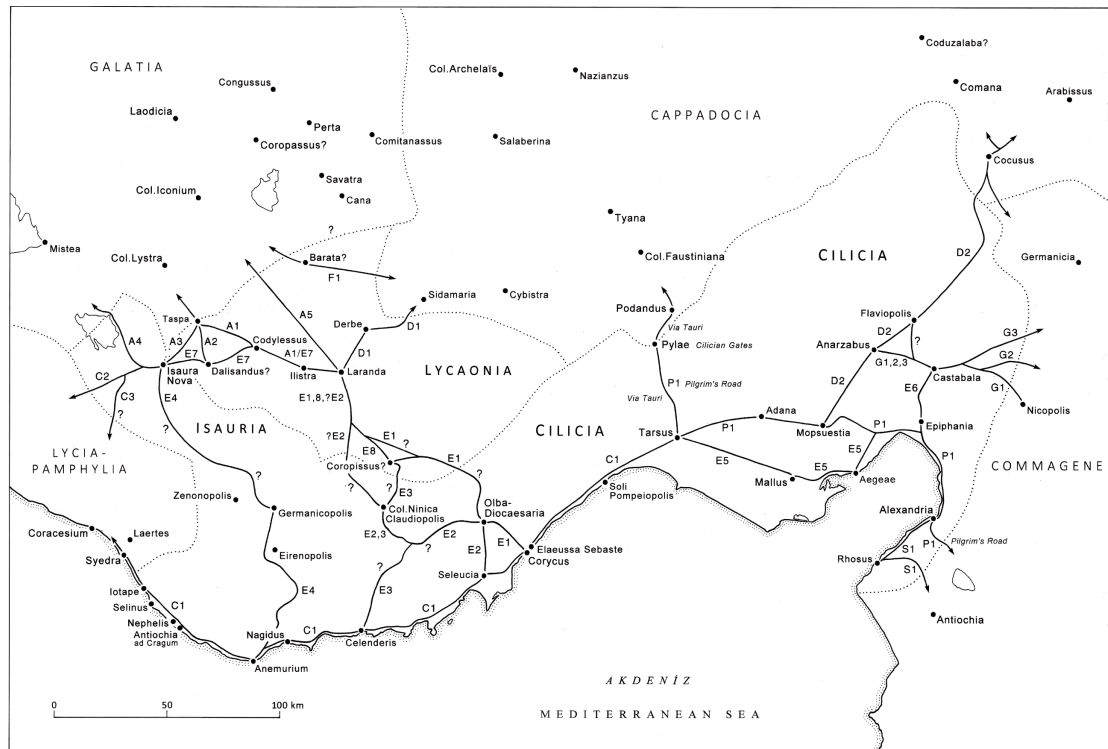 Coduzalaba?
GALATIA
Col.Archelaïs
Nazianzus
Congussus
Comana
Arabissus
Laodicia
Perta
CAPPADOCIA
Coropassus?
Comitanassus
Salaberina
Cocusus
Savatra
Col.Iconium
Cana
Tyana
?
Mistea
CILICIA
D2
Col.Lystra
Barata?
Col.Faustiniana
Germanicia
F1
A5
Sidamaria
Cybistra
Podandus
Taspa
A1
Derbe
D1
Via Tauri
Flaviopolis
A4
A3
A2
Codylessus
D2
?
G3
E7
E7
A1/E7
D1
Pylae
Cilician Gates
Anarzabus
G2
C2
Isaura
Nova
Dalisandus?
Ilistra
Laranda
LYCAONIA
G1,2,3
Castabala
C3
E4
E1,8,?E2
P1
Pilgrim's Road
D2
E6
G1
?
Via Tauri
Nicopolis
?
ISAURIA
?E2
E1
CILICIA
Adana
P1
Mopsuestia
P1
Epiphania
E8
Tarsus
LYCIA-
PAMPHYLIA
Coropissus?
E1
?
C1
E5
E5
P1
COMMAGENE
?
?
?
E3
Mallus
E5
Aegeae
Zenonopolis
Soli
Pompeiopolis
Germanicopolis
Col.Ninica
Claudiopolis
Olba-
Diocaesaria
Alexandria
Coracesium
Laertes
E2,3
?
E2
P1
Pilgrim's Road
Syedra
Eirenopolis
E2
E1
Elaeussa Sebaste
Corycus
S1
?
Rhosus
S1
Iotape
E4
E3
Seleucia
Selinus
C1
C1
Nephelis
Antiochia
ad Cragum
Nagidus
C1
Celenderis
Antiochia
Anemurium
AKDENİZ
0
50
100 km
MEDITERRANEAN SEA